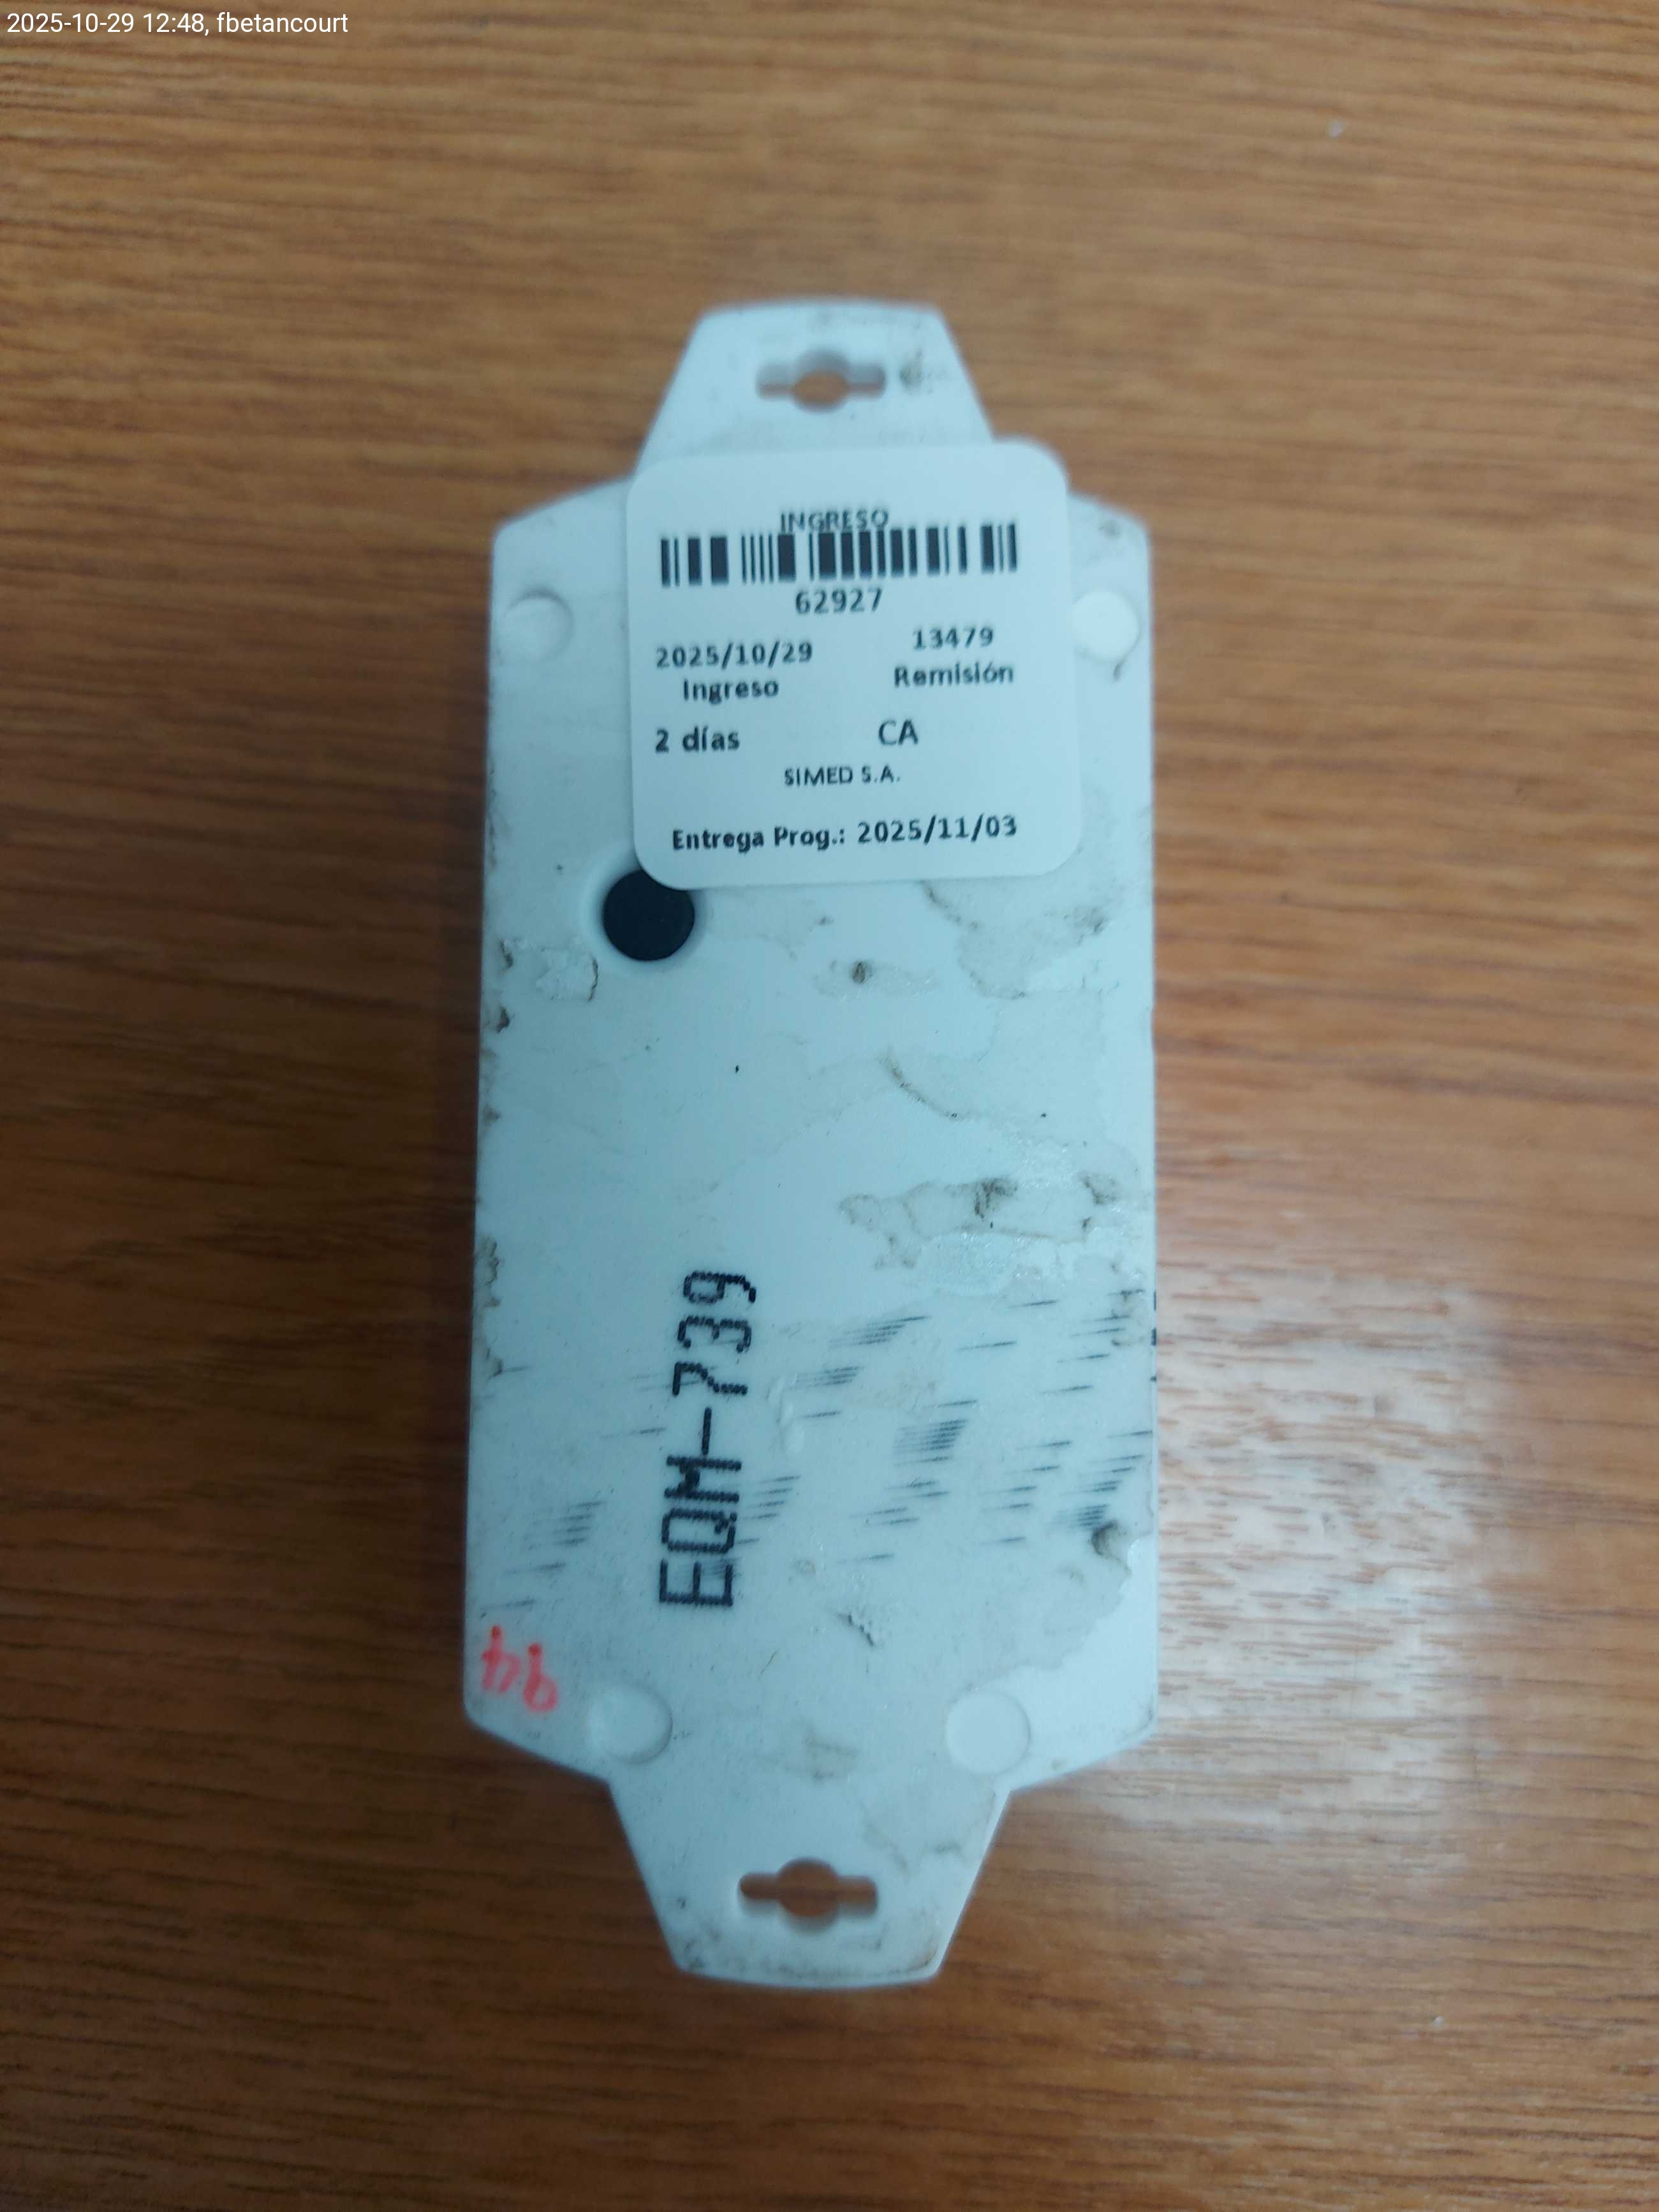 2025-10-29 12:48, fbetancourt
INGRESO
62927
2025/10/29
Ingreso
13479
Remisión
2 días
CA
SIMED S.A.
Entrega Prog.: 2025/11/03
EQM-739
94